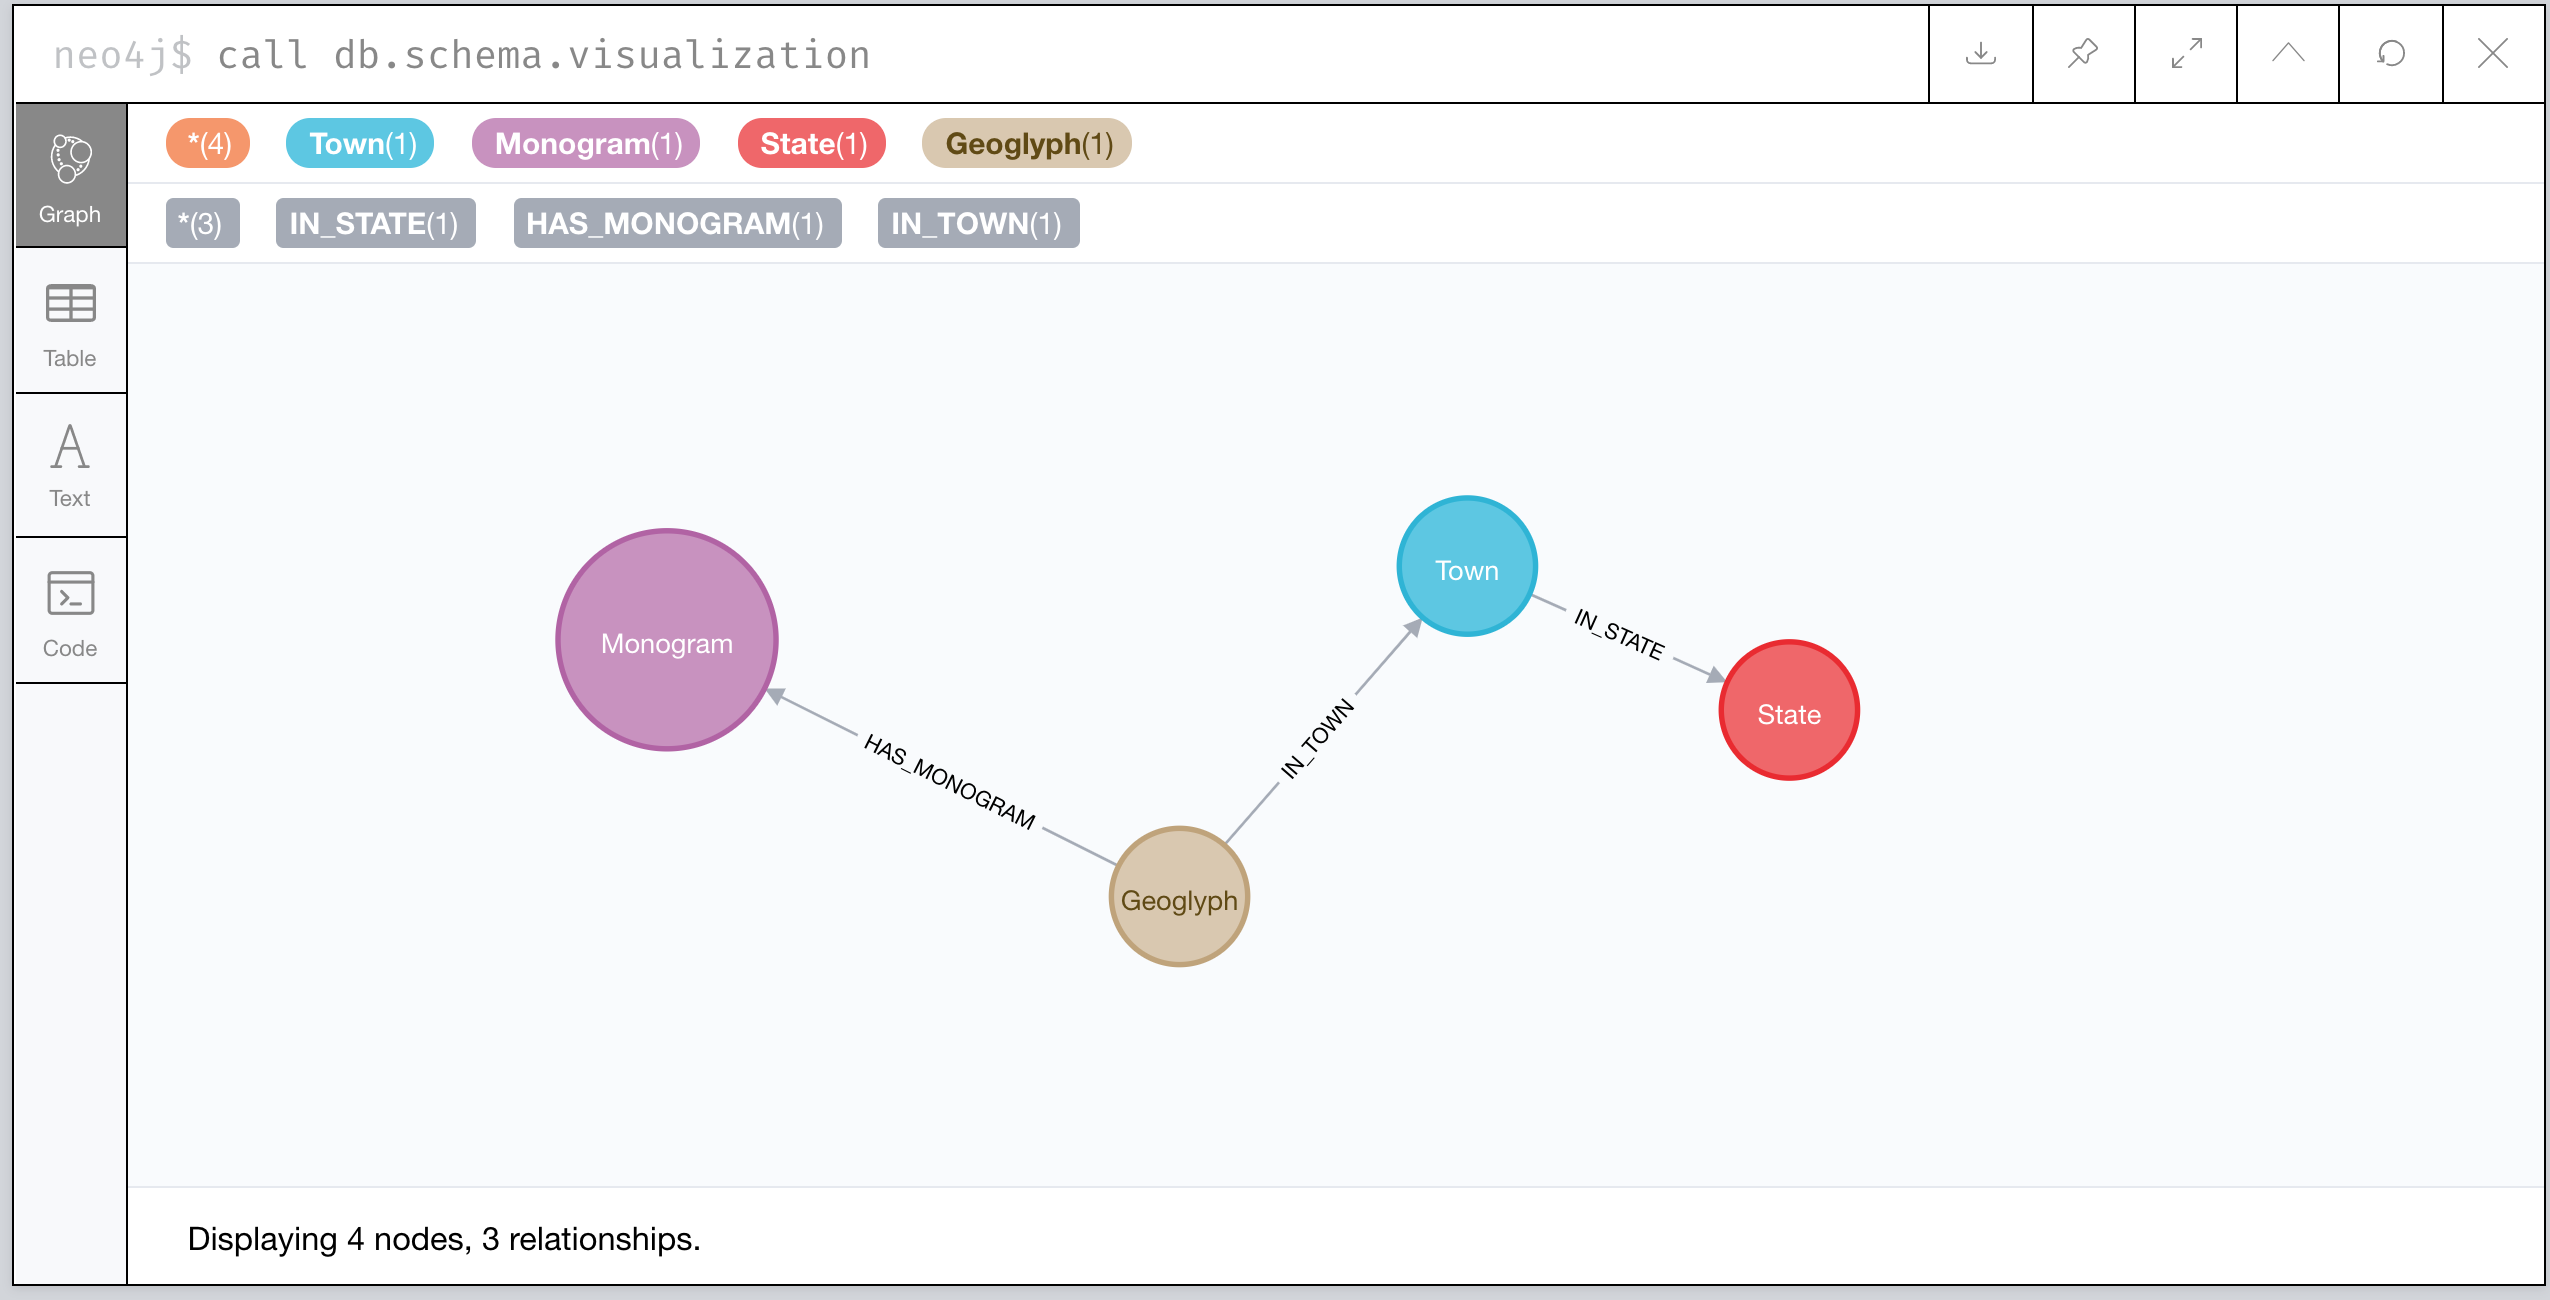 neo4j$ call db.schema.visualization
*(4) Town(1) Monogram(1) State(1) Geoglyph(1)
*(3) IN_STATE(1) HAS_MONOGRAM(1) IN_TOWN(1)
Graph
Table
Text
Code
Monogram
Town
State
Geoglyph
HAS_MONOGRAM
IN_TOWN
IN_STATE
Displaying 4 nodes, 3 relationships.